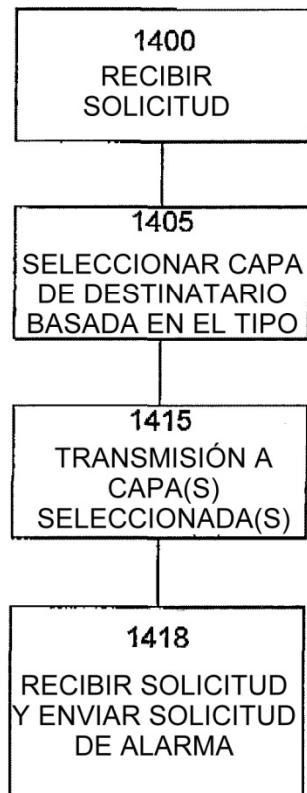 1400
RECIBIR
SOLICITUD
1405
SELECCIONAR CAPA
DE DESTINATARIO
BASADA EN EL TIPO
1415
TRANSMISIÓN A
CAPA(S)
SELECCIONADA(S)
1418
RECIBIR SOLICITUD
Y ENVIAR SOLICITUD
DE ALARMA